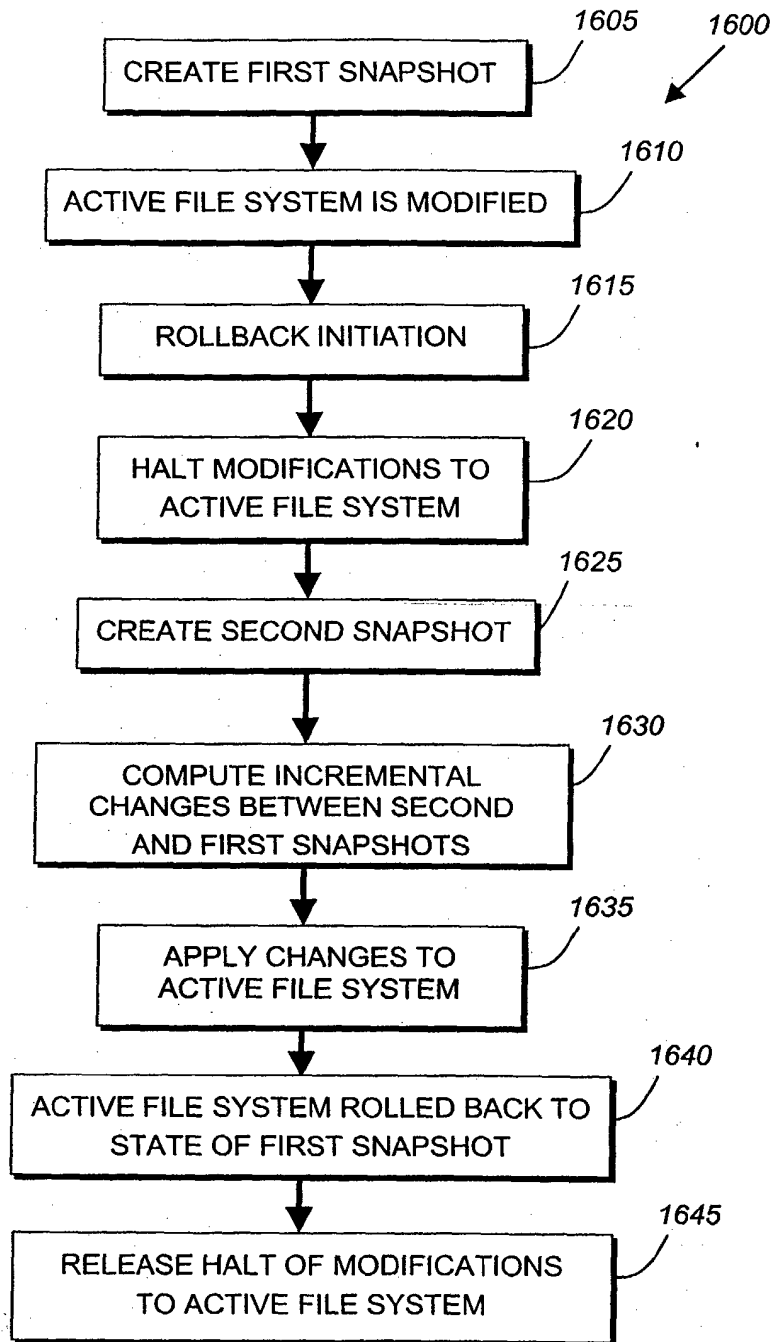 1605
1600
CREATE FIRST SNAPSHOT
1610
ACTIVE FILE SYSTEM IS MODIFIED
1615
ROLLBACK INITIATION
1620
HALT MODIFICATIONS TO
ACTIVE FILE SYSTEM
1625
CREATE SECOND SNAPSHOT
1630
COMPUTE INCREMENTAL
CHANGES BETWEEN SECOND
AND FIRST SNAPSHOTS
1635
APPLY CHANGES TO
ACTIVE FILE SYSTEM
1640
ACTIVE FILE SYSTEM ROLLED BACK TO
STATE OF FIRST SNAPSHOT
1645
RELEASE HALT OF MODIFICATIONS
TO ACTIVE FILE SYSTEM